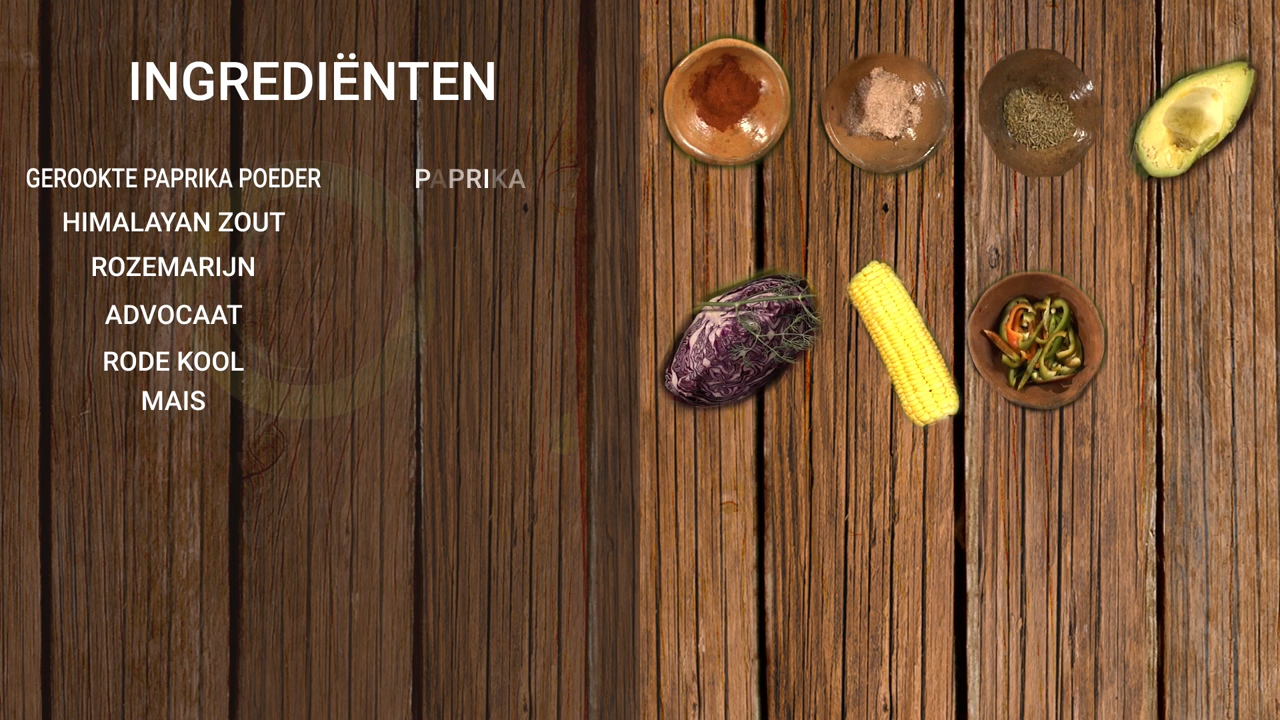 INGREDIËNTEN
GEROOKTE PAPRIKA POEDER
HIMALAYAN ZOUT
ROZEMARIJN
ADVOCAAT
RODE KOOL
MAIS
PAPRIKA